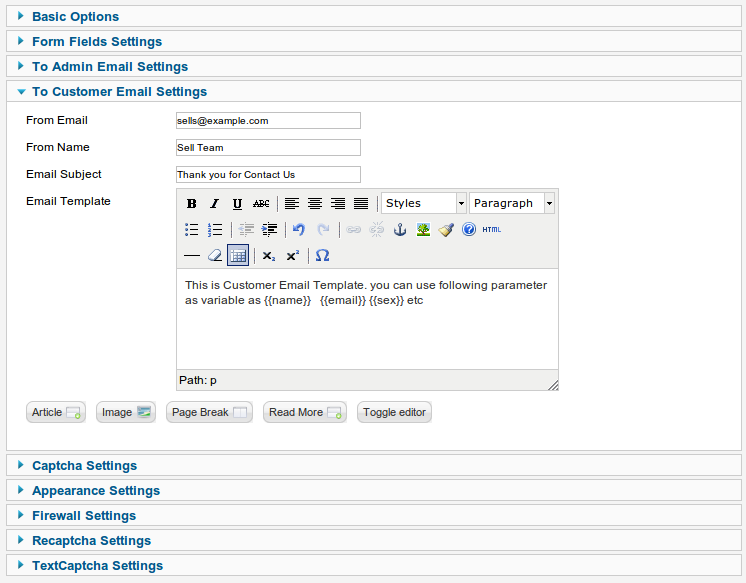 Basic Options
Form Fields Settings
To Admin Email Settings
To Customer Email Settings
From Email sells@example.com
From Name Sell Team
Email Subject Thank you for Contact Us
Email Template
B I U ABC Styles Paragraph
HTML
x₂ x²  Ω
This is Customer Email Template. you can use following parameter
as variable as {{name}} {{email}} {{sex}} etc
Path: p
Article Image Page Break Read More Toggle editor
Captcha Settings
Appearance Settings
Firewall Settings
Recaptcha Settings
TextCaptcha Settings